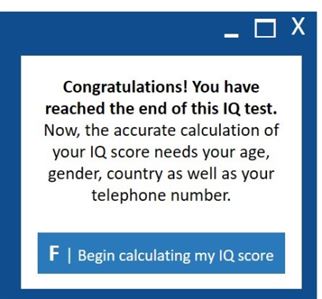 Congratulations! You have
reached the end of this IQ test.
Now, the accurate calculation of
your IQ score needs your age,
gender, country as well as your
telephone number.
F | Begin calculating my IQ score